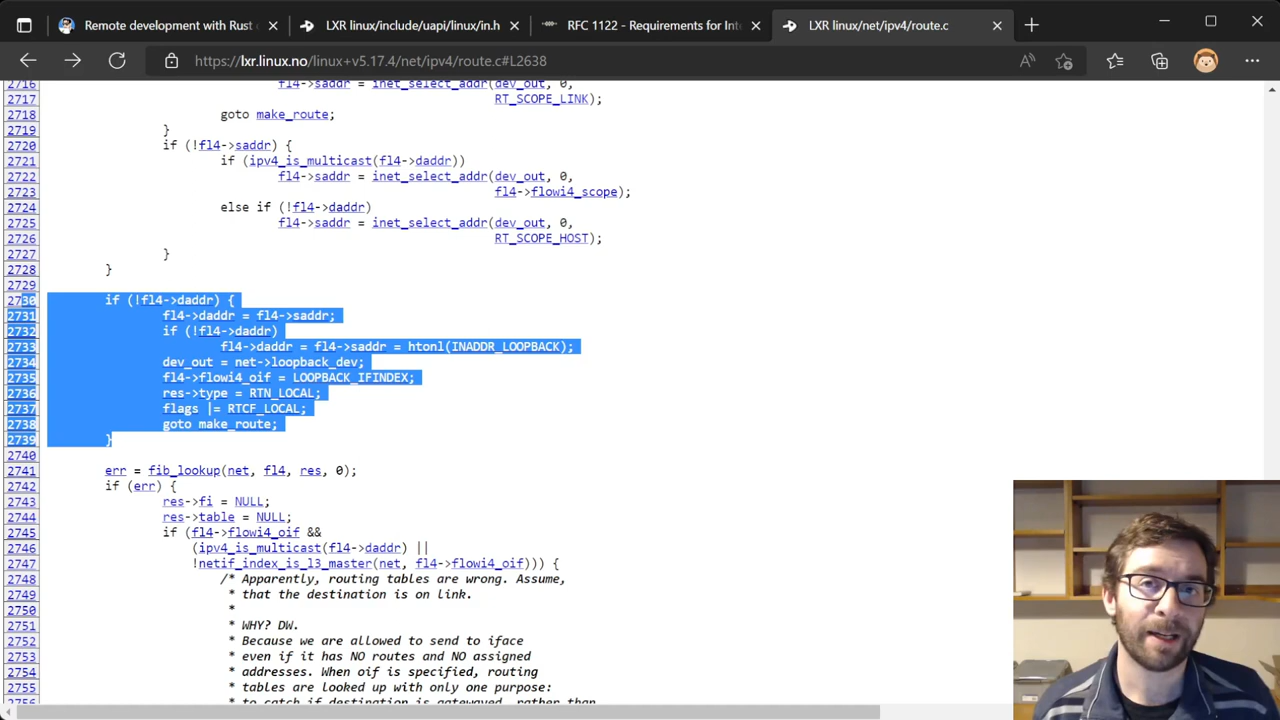 Remote development with Rust
LXR linux/include/uapi/linux/in.h
RFC 1122 - Requirements for Inte
LXR linux/net/ipv4/route.c
https://lxr.linux.no/linux+v5.17.4/net/ipv4/route.c#L2638
2716 fl4->saddr = inet_select_addr(dev_out, 0,
2717 RT_SCOPE_LINK);
2718 goto make_route;
2719 }
2720 if (!fl4->saddr) {
2721 if (ipv4_is_multicast(fl4->daddr))
2722 fl4->saddr = inet_select_addr(dev_out, 0,
2723 fl4->flowi4_scope);
2724 else if (!fl4->daddr)
2725 fl4->saddr = inet_select_addr(dev_out, 0,
2726 RT_SCOPE_HOST);
2727 }
2728 }
2729
2730 if (!fl4->daddr) {
2731 fl4->daddr = fl4->saddr;
2732 if (!fl4->daddr)
2733 fl4->daddr = fl4->saddr = htonl(INADDR_LOOPBACK);
2734 dev_out = net->loopback_dev;
2735 fl4->flowi4_oif = LOOPBACK_IFINDEX;
2736 res->type = RTN_LOCAL;
2737 flags |= RTCF_LOCAL;
2738 goto make_route;
2739 }
2740
2741 err = fib_lookup(net, fl4, res, 0);
2742 if (err) {
2743 res->fi = NULL;
2744 res->table = NULL;
2745 if (fl4->flowi4_oif &&
2746 (ipv4_is_multicast(fl4->daddr) ||
2747 !netif_index_is_l3_master(net, fl4->flowi4_oif))) {
2748 /* Apparently, routing tables are wrong. Assume,
2749 * that the destination is on link.
2750 *
2751 * WHY? DW.
2752 * Because we are allowed to send to iface
2753 * even if it has NO routes and NO assigned
2754 * addresses. When oif is specified, routing
2755 * tables are looked up with only one purpose:
2756 * to catch if destination is gatewayed, rather than